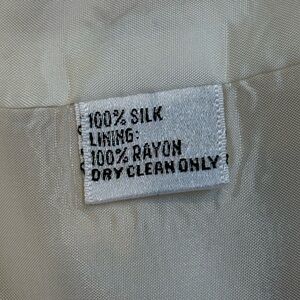 100% SILK
LINING:
100% RAYON
DRY CLEAN ONLY